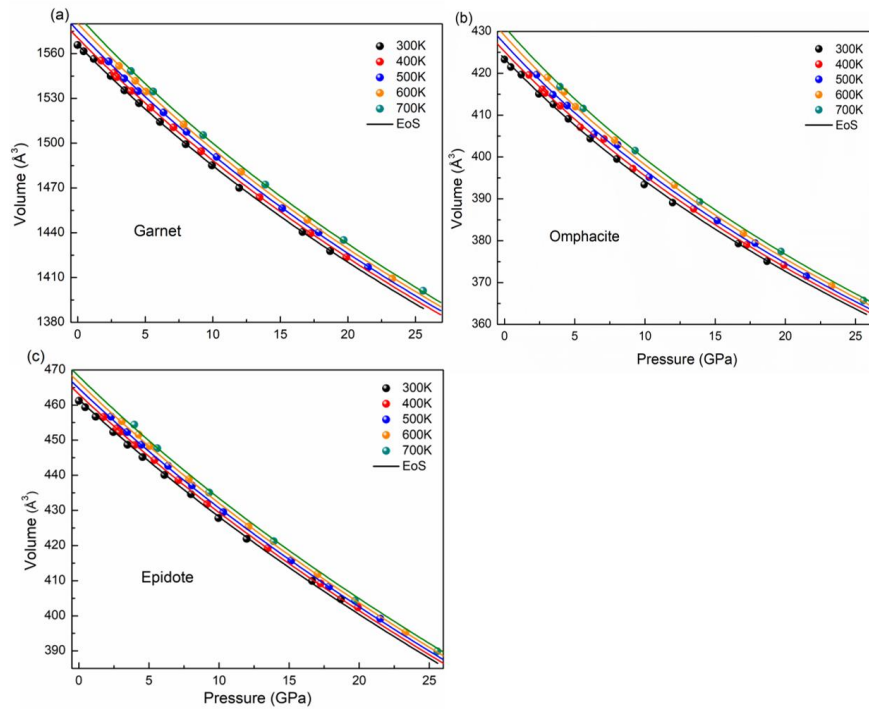 (a)
300K
400K
500K
600K
700K
EoS
Garnet
Volume (Å³)
1560
1530
1500
1470
1440
1410
1380
0 5 10 15 20 25
(b)
300K
400K
500K
600K
700K
EoS
Omphacite
Volume (Å³)
430
420
410
400
390
380
370
360
0 5 10 15 20 25
Pressure (GPa)
(c)
300K
400K
500K
600K
700K
EoS
Epidote
Volume (Å³)
470
460
450
440
430
420
410
400
390
0 5 10 15 20 25
Pressure (GPa)